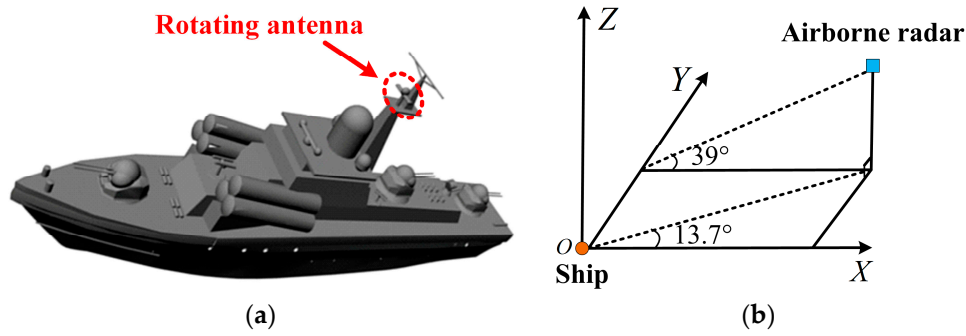 Rotating antenna
(a)
Z
Airborne radar
Y
39°
13.7°
O
Ship
X
(b)